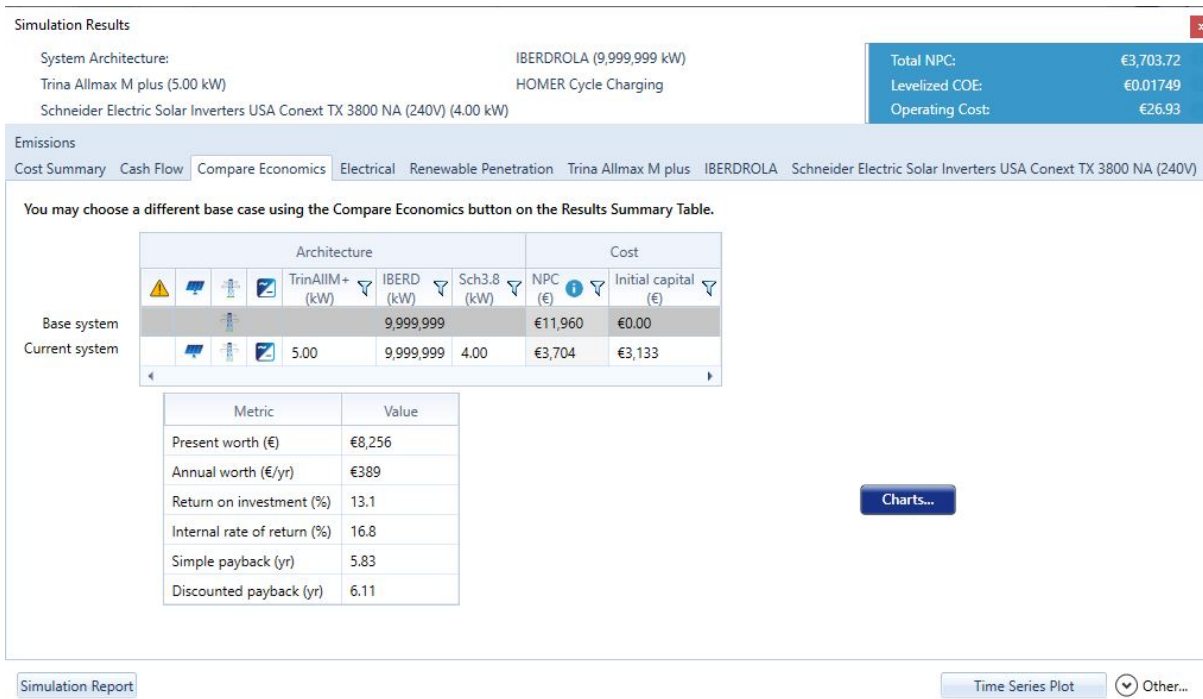 Simulation Results
x
System Architecture:
IBERDROLA (9,999,999 kW)
Trina Allmax M plus (5.00 kW)
HOMER Cycle Charging
Schneider Electric Solar Inverters USA Conext TX 3800 NA (240V) (4.00 kW)
Total NPC: €3,703.72
Levelized COE: €0.01749
Operating Cost: €26.93
Emissions
Cost Summary Cash Flow Compare Economics Electrical Renewable Penetration Trina Allmax M plus IBERDROLA Schneider Electric Solar Inverters USA Conext TX 3800 NA (240V)
You may choose a different base case using the Compare Economics button on the Results Summary Table.
Architecture Cost
TrinAllM+ (kW) IBERD (kW) Sch3.8 (kW) NPC (€) Initial capital (€)
Base system 9,999,999 €11,960 €0.00
Current system 5.00 9,999,999 4.00 €3,704 €3,133
Metric Value
Present worth (€) €8,256
Annual worth (€/yr) €389
Return on investment (%) 13.1
Internal rate of return (%) 16.8
Simple payback (yr) 5.83
Discounted payback (yr) 6.11
Charts...
Simulation Report
Time Series Plot
Other...